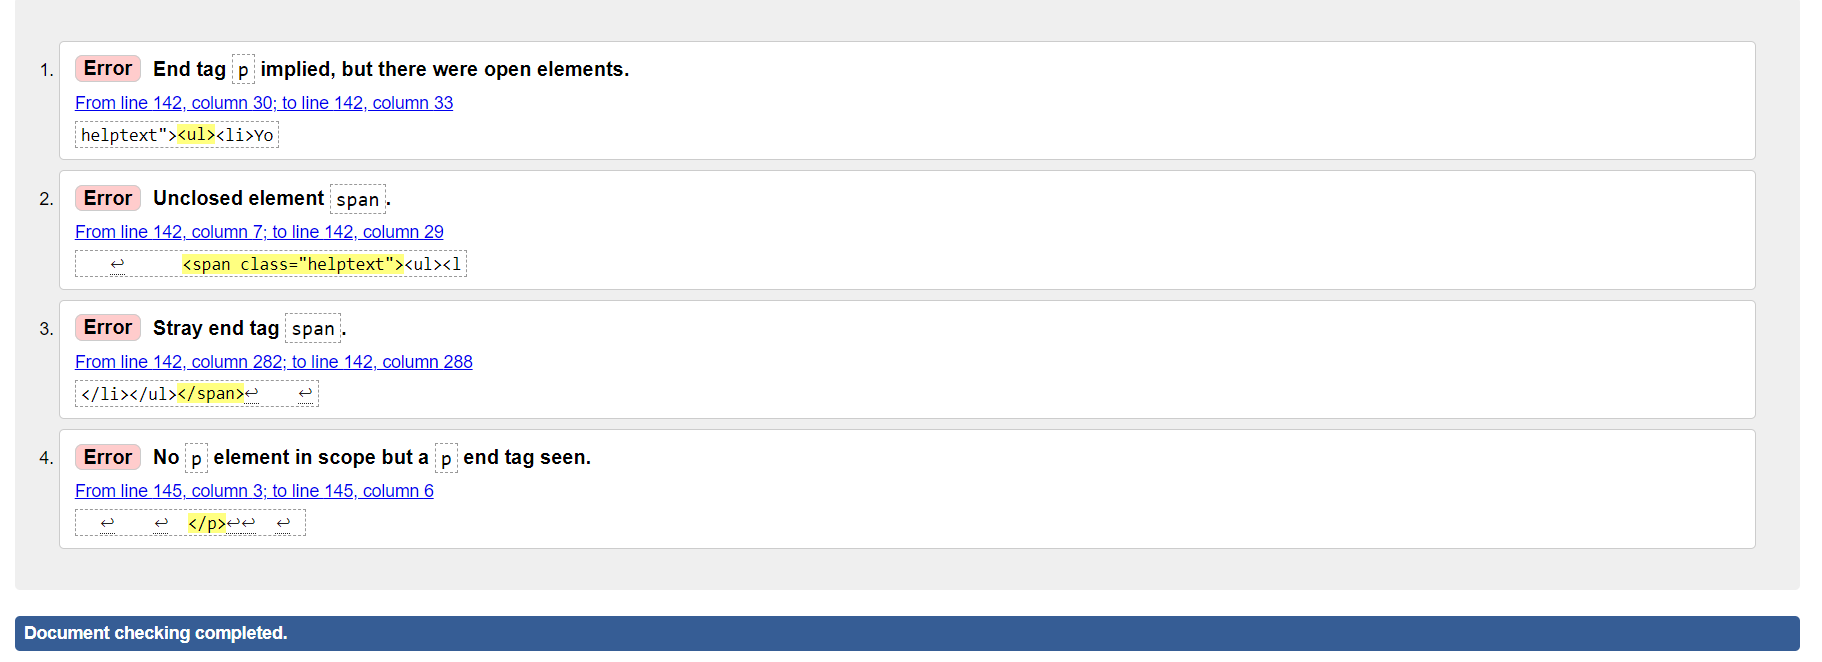 1. Error End tag p implied, but there were open elements.
From line 142, column 30; to line 142, column 33
helptext"><ul><li>Yo
2. Error Unclosed element span.
From line 142, column 7; to line 142, column 29
↩ <span class="helptext"><ul><l
3. Error Stray end tag span.
From line 142, column 282; to line 142, column 288
</li></ul></span>↩ ↩
4. Error No p element in scope but a p end tag seen.
From line 145, column 3; to line 145, column 6
↩ ↩ </p>↩↩ ↩
Document checking completed.